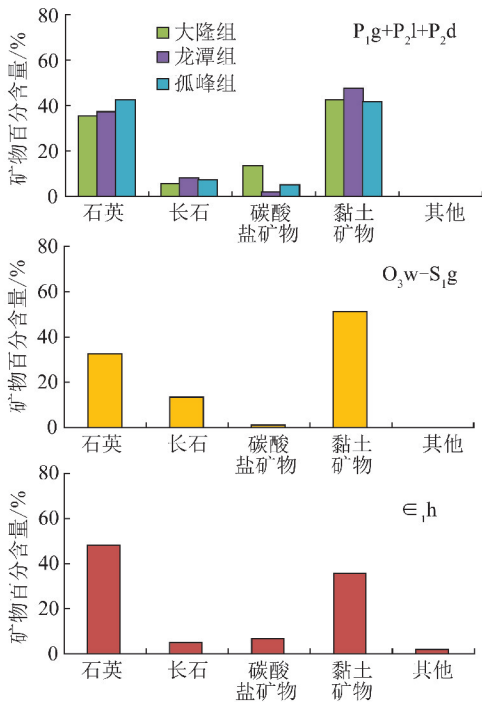 矿物百分含量/%
80
60
40
20
0
大隆组
龙潭组
孤峰组
P₁g+P₂l+P₂d
石英 长石 碳酸盐矿物 黏土矿物 其他
矿物百分含量/%
80
60
40
20
0
O₃w-S₁g
石英 长石 碳酸盐矿物 黏土矿物 其他
矿物百分含量/%
80
60
40
20
0
∈₁h
石英 长石 碳酸盐矿物 黏土矿物 其他